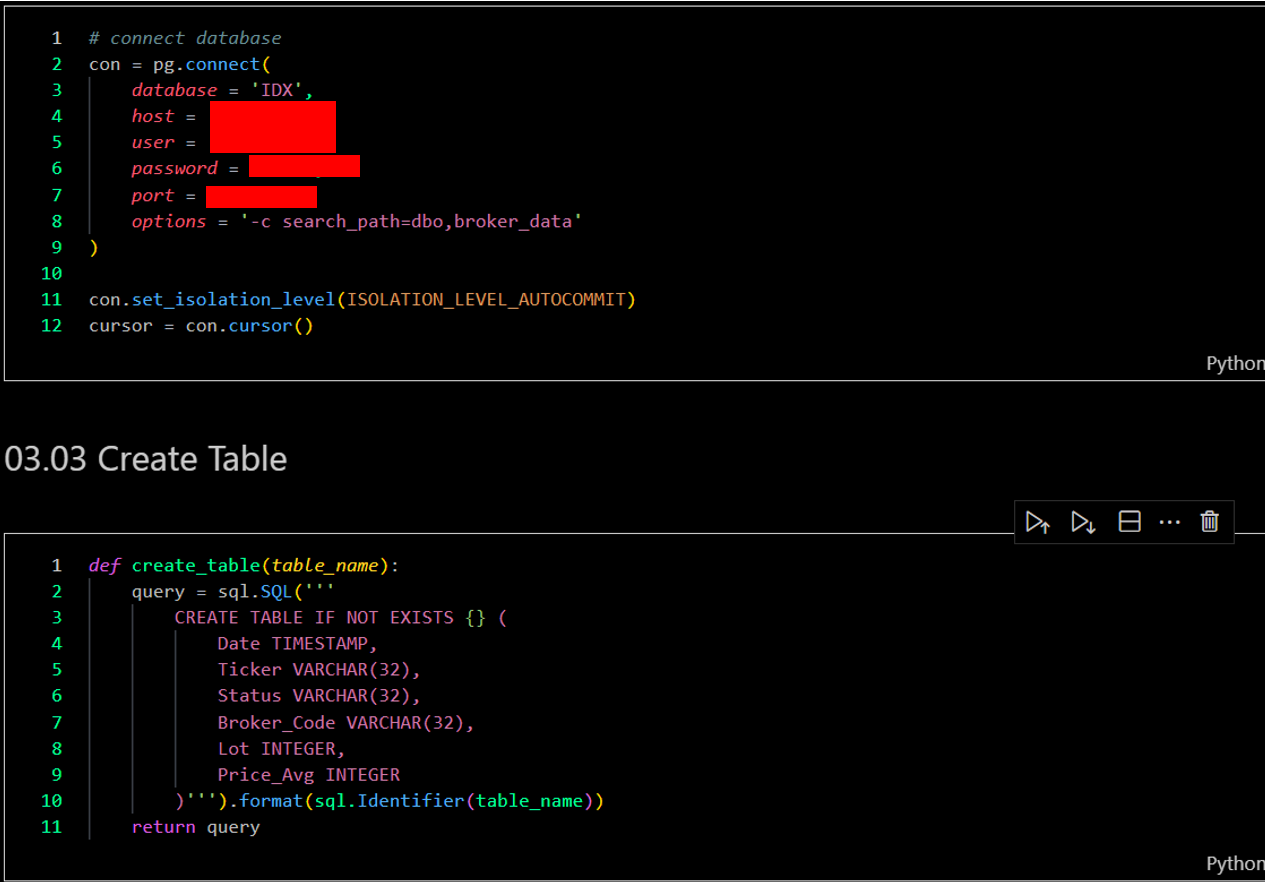 1 # connect database
2 con = pg.connect(
3 database = 'IDX',
4 host =
5 user =
6 password =
7 port =
8 options = '-c search_path=dbo,broker_data'
9 )
10
11 con.set_isolation_level(ISOLATION_LEVEL_AUTOCOMMIT)
12 cursor = con.cursor()
Python
03.03 Create Table
1 def create_table(table_name):
2 query = sql.SQL('''
3 CREATE TABLE IF NOT EXISTS {} (
4 Date TIMESTAMP,
5 Ticker VARCHAR(32),
6 Status VARCHAR(32),
7 Broker_Code VARCHAR(32),
8 Lot INTEGER,
9 Price_Avg INTEGER
10 )''').format(sql.Identifier(table_name))
11 return query
Python